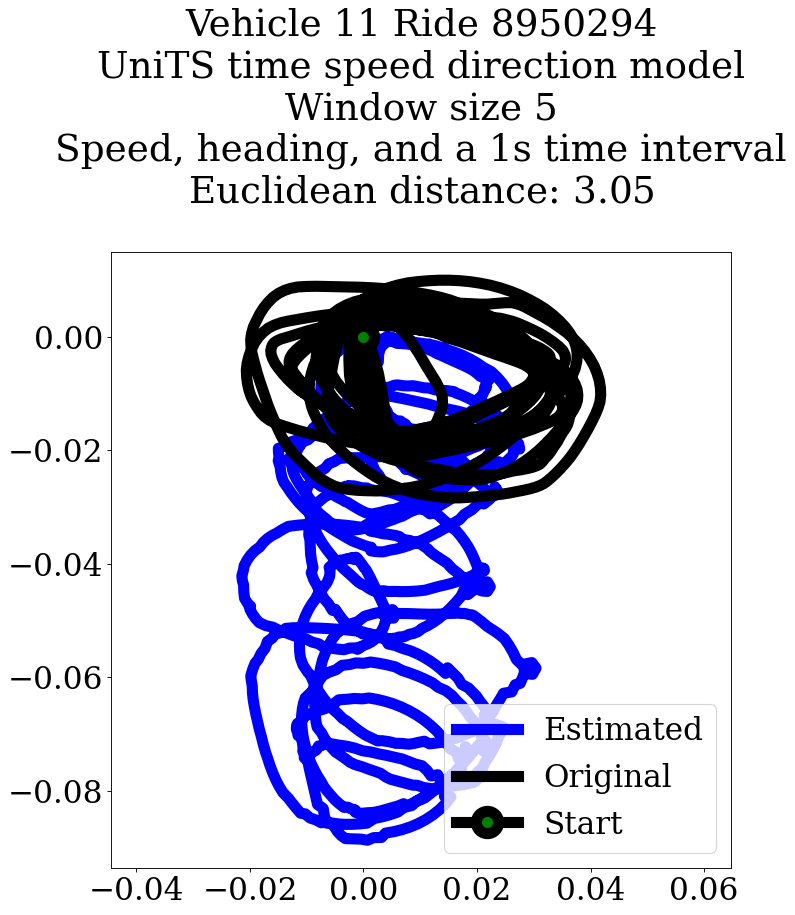 Vehicle 11 Ride 8950294
UniTS time speed direction model
Window size 5
Speed, heading, and a 1s time interval
Euclidean distance: 3.05
0.00
−0.02
−0.04
−0.06
−0.08
Estimated
Original
Start
−0.04 −0.02 0.00 0.02 0.04 0.06